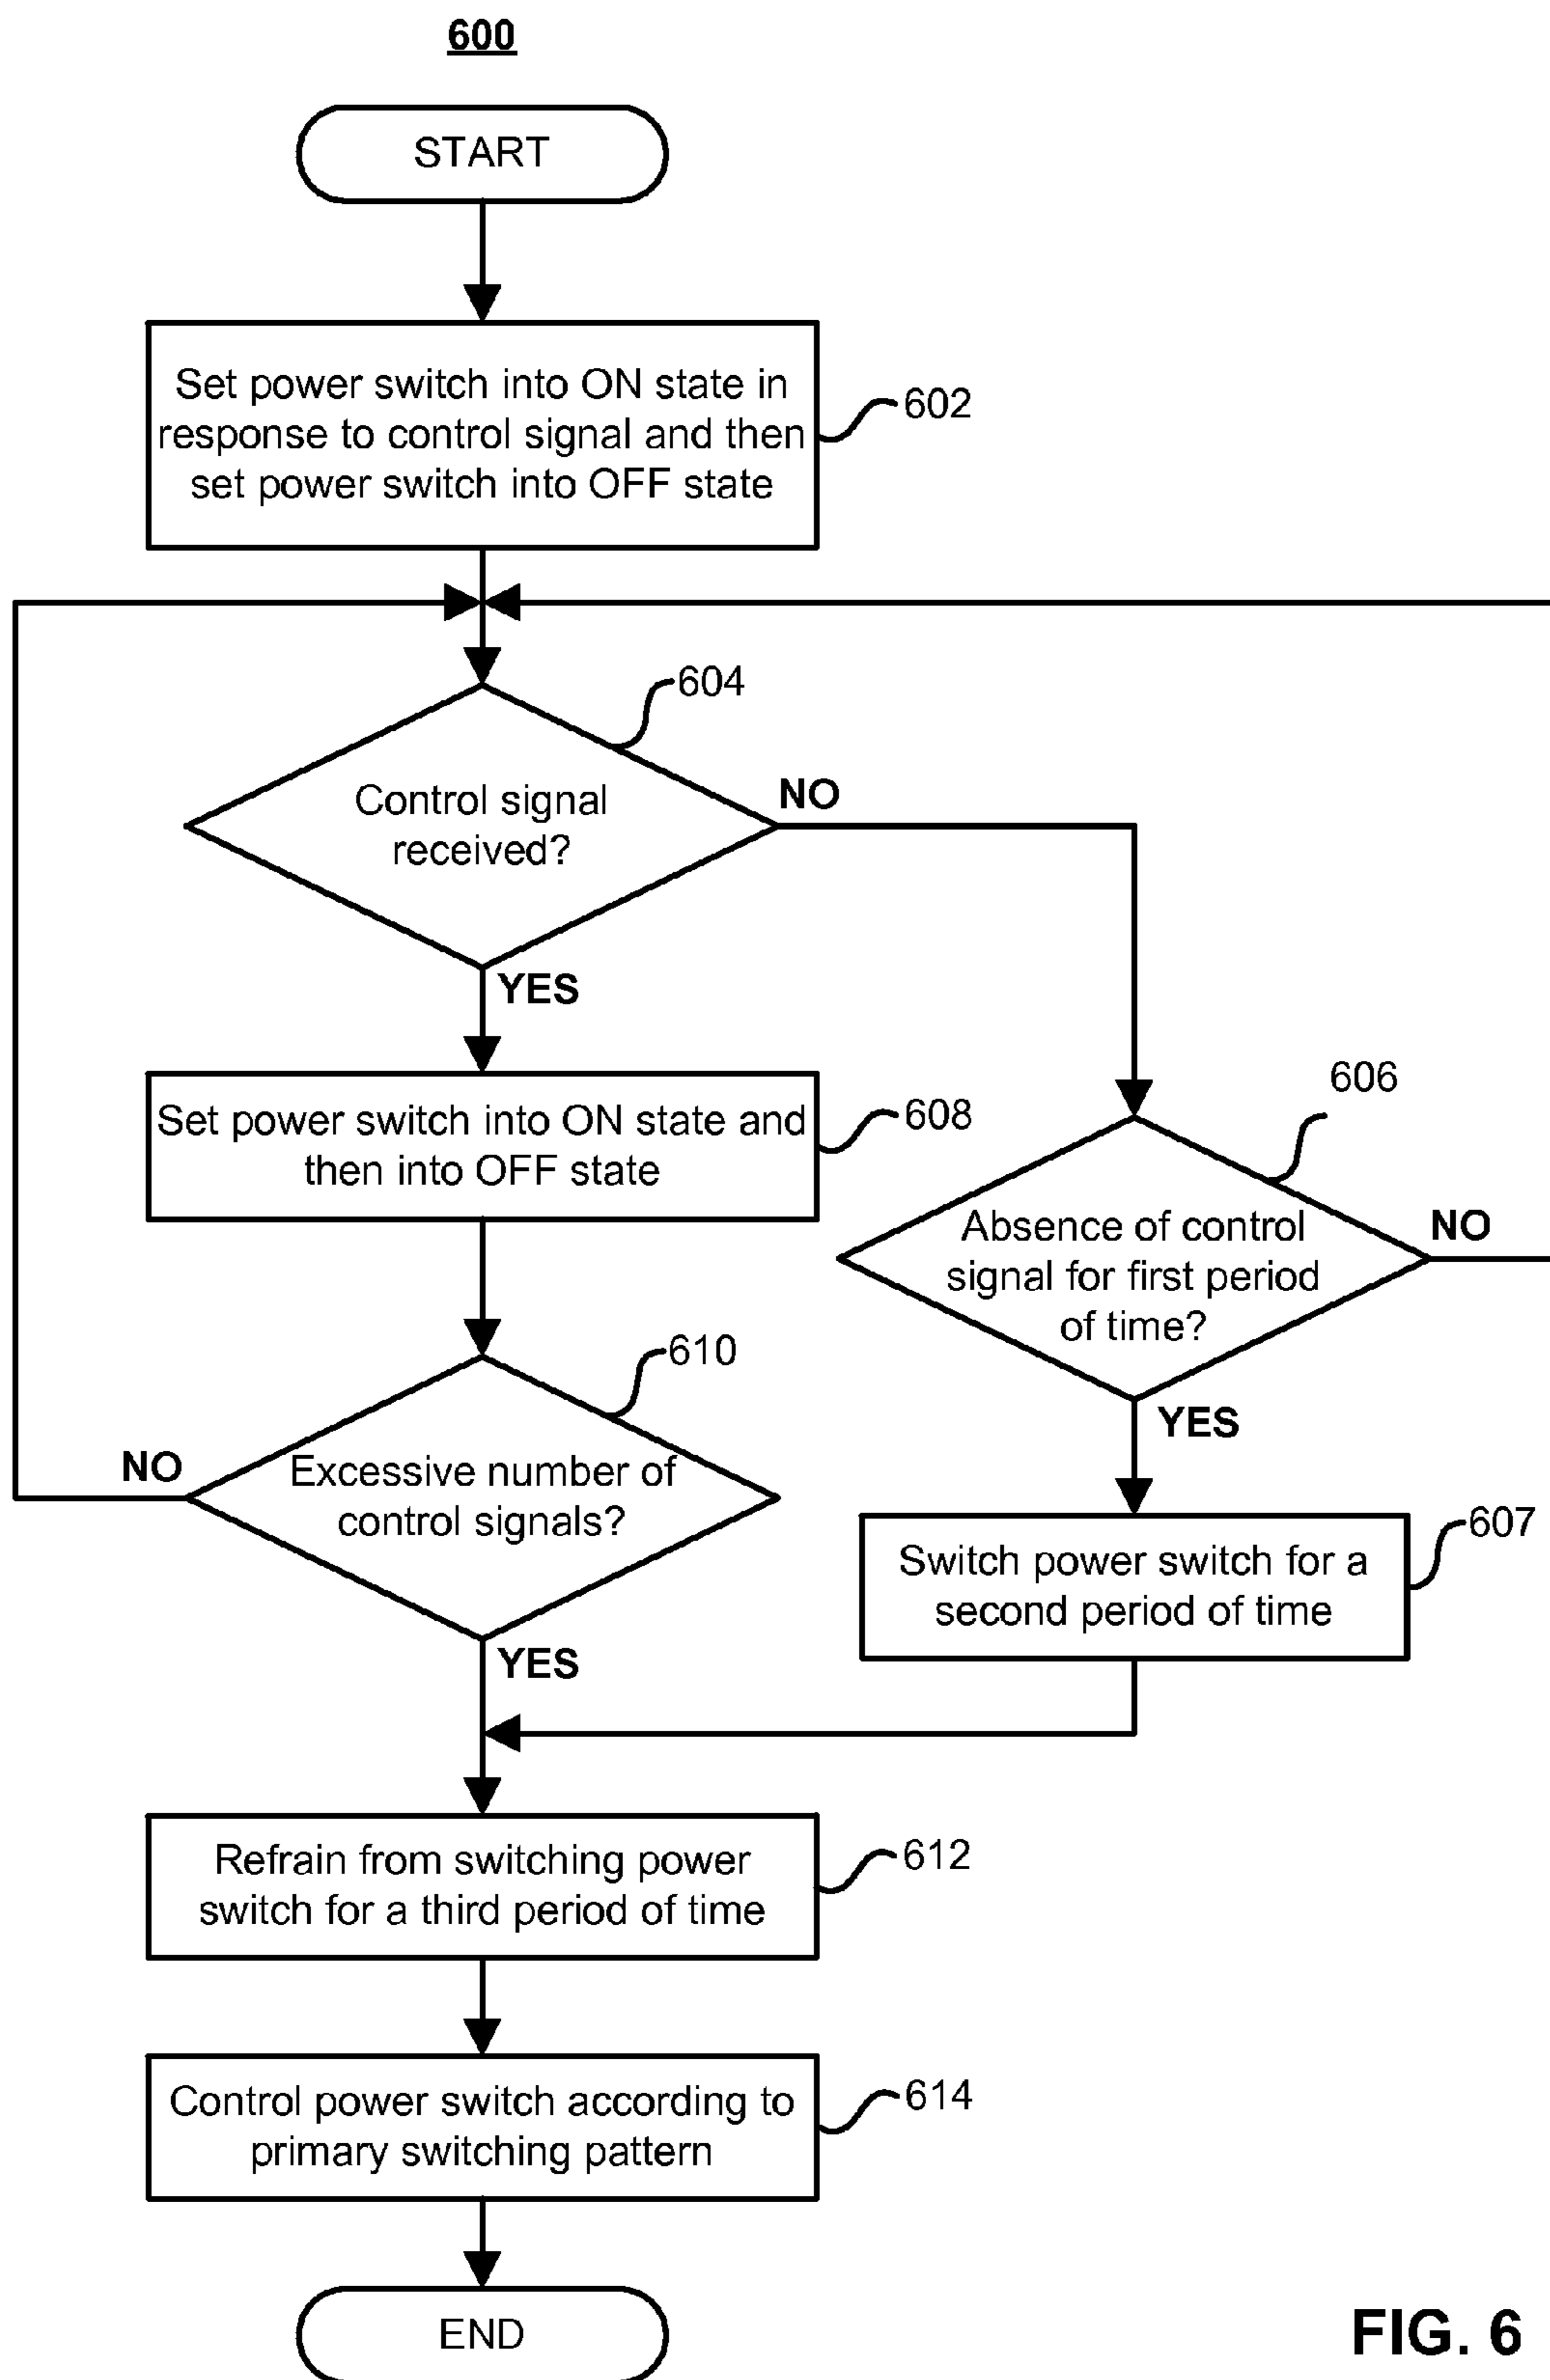 600
START
Set power switch into ON state in
response to control signal and then
set power switch into OFF state
602
604
Control signal
received?
NO
YES
Set power switch into ON state and
then into OFF state
608
606
Absence of control
signal for first period
of time?
NO
YES
610
Excessive number of
control signals?
NO
YES
Switch power switch for a
second period of time
607
Refrain from switching power
switch for a third period of time
612
Control power switch according to
primary switching pattern
614
END
FIG. 6